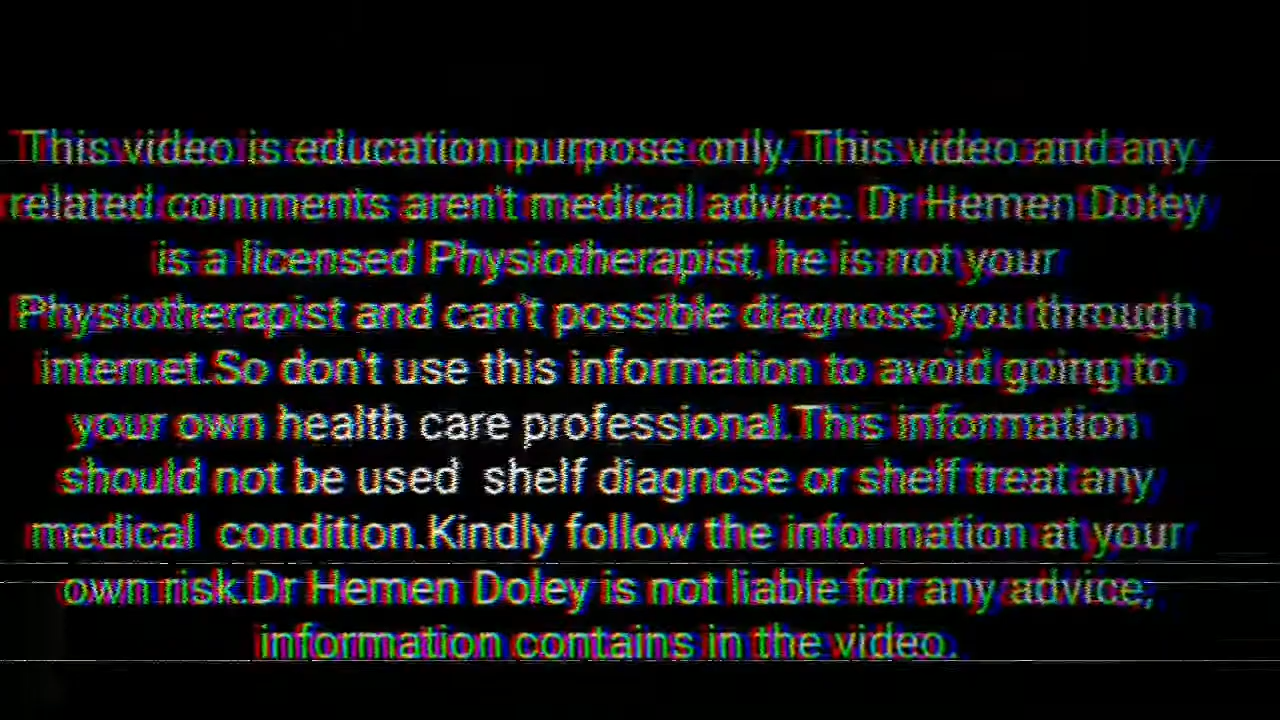 This video is education purpose only. This video and any
related comments aren't medical advice. Dr Hemen Doley
is a licensed Physiotherapist, he is not your
Physiotherapist and can't possible diagnose you through
internet.So don't use this information to avoid going to
your own health care professional.This information
should not be used  shelf diagnose or shelf treat any
medical  condition.Kindly follow the information at your
own risk.Dr Hemen Doley is not liable for any advice,
information contains in the video.